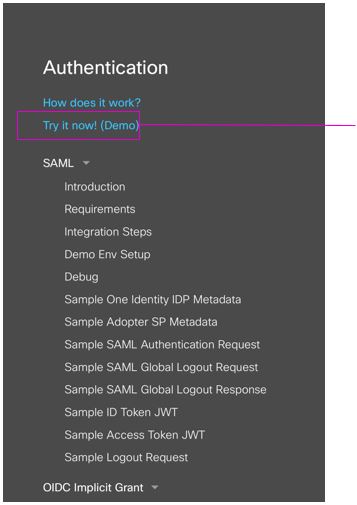 Authentication
How does it work?
Try it now! (Demo)
SAML
Introduction
Requirements
Integration Steps
Demo Env Setup
Debug
Sample One Identity IDP Metadata
Sample Adopter SP Metadata
Sample SAML Authentication Request
Sample SAML Global Logout Request
Sample SAML Global Logout Response
Sample ID Token JWT
Sample Access Token JWT
Sample Logout Request
OIDC Implicit Grant